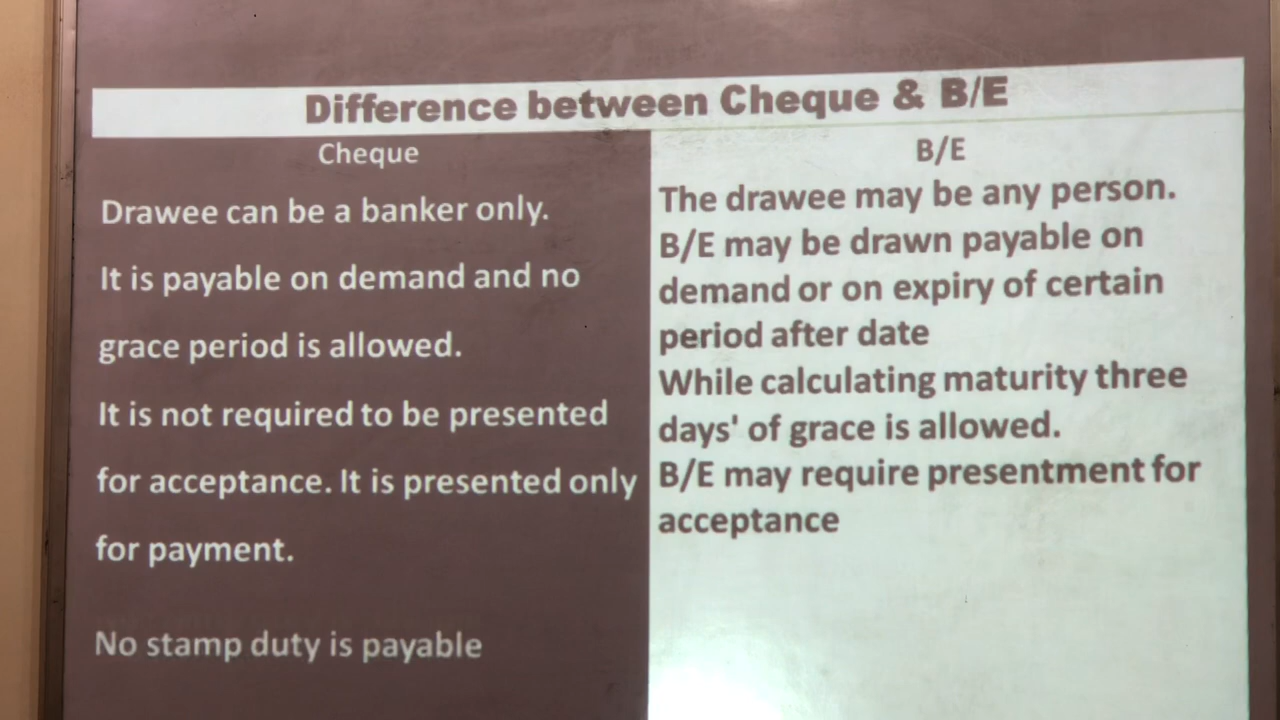 Difference between Cheque & B/E
Cheque
Drawee can be a banker only.
It is payable on demand and no
grace period is allowed.
It is not required to be presented
for acceptance. It is presented only
for payment.
No stamp duty is payable
B/E
The drawee may be any person.
B/E may be drawn payable on
demand or on expiry of certain
period after date
While calculating maturity three
days' of grace is allowed.
B/E may require presentment for
acceptance